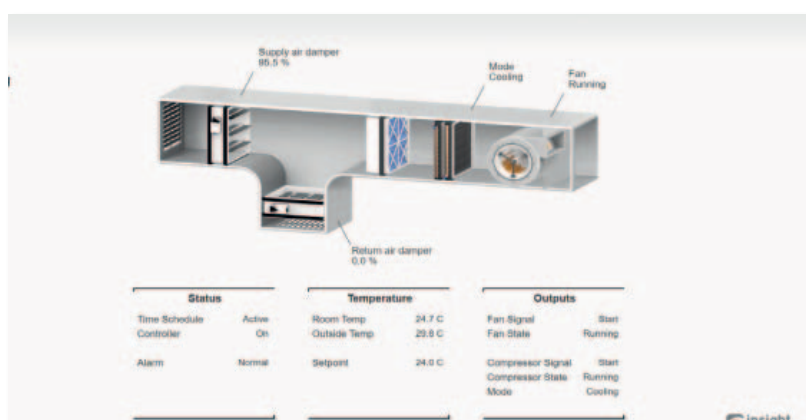 Supply air damper
95.5 %
Mode
Cooling
Fan
Running
Return air damper
0.0 %
Status
Time Schedule Active
Controller On
Alarm Normal
Temperature
Room Temp 24.7 C
Outside Temp 29.8 C
Setpoint 24.0 C
Outputs
Fan Signal Start
Fan State Running
Compressor Signal Start
Compressor State Running
Mode Cooling
insight